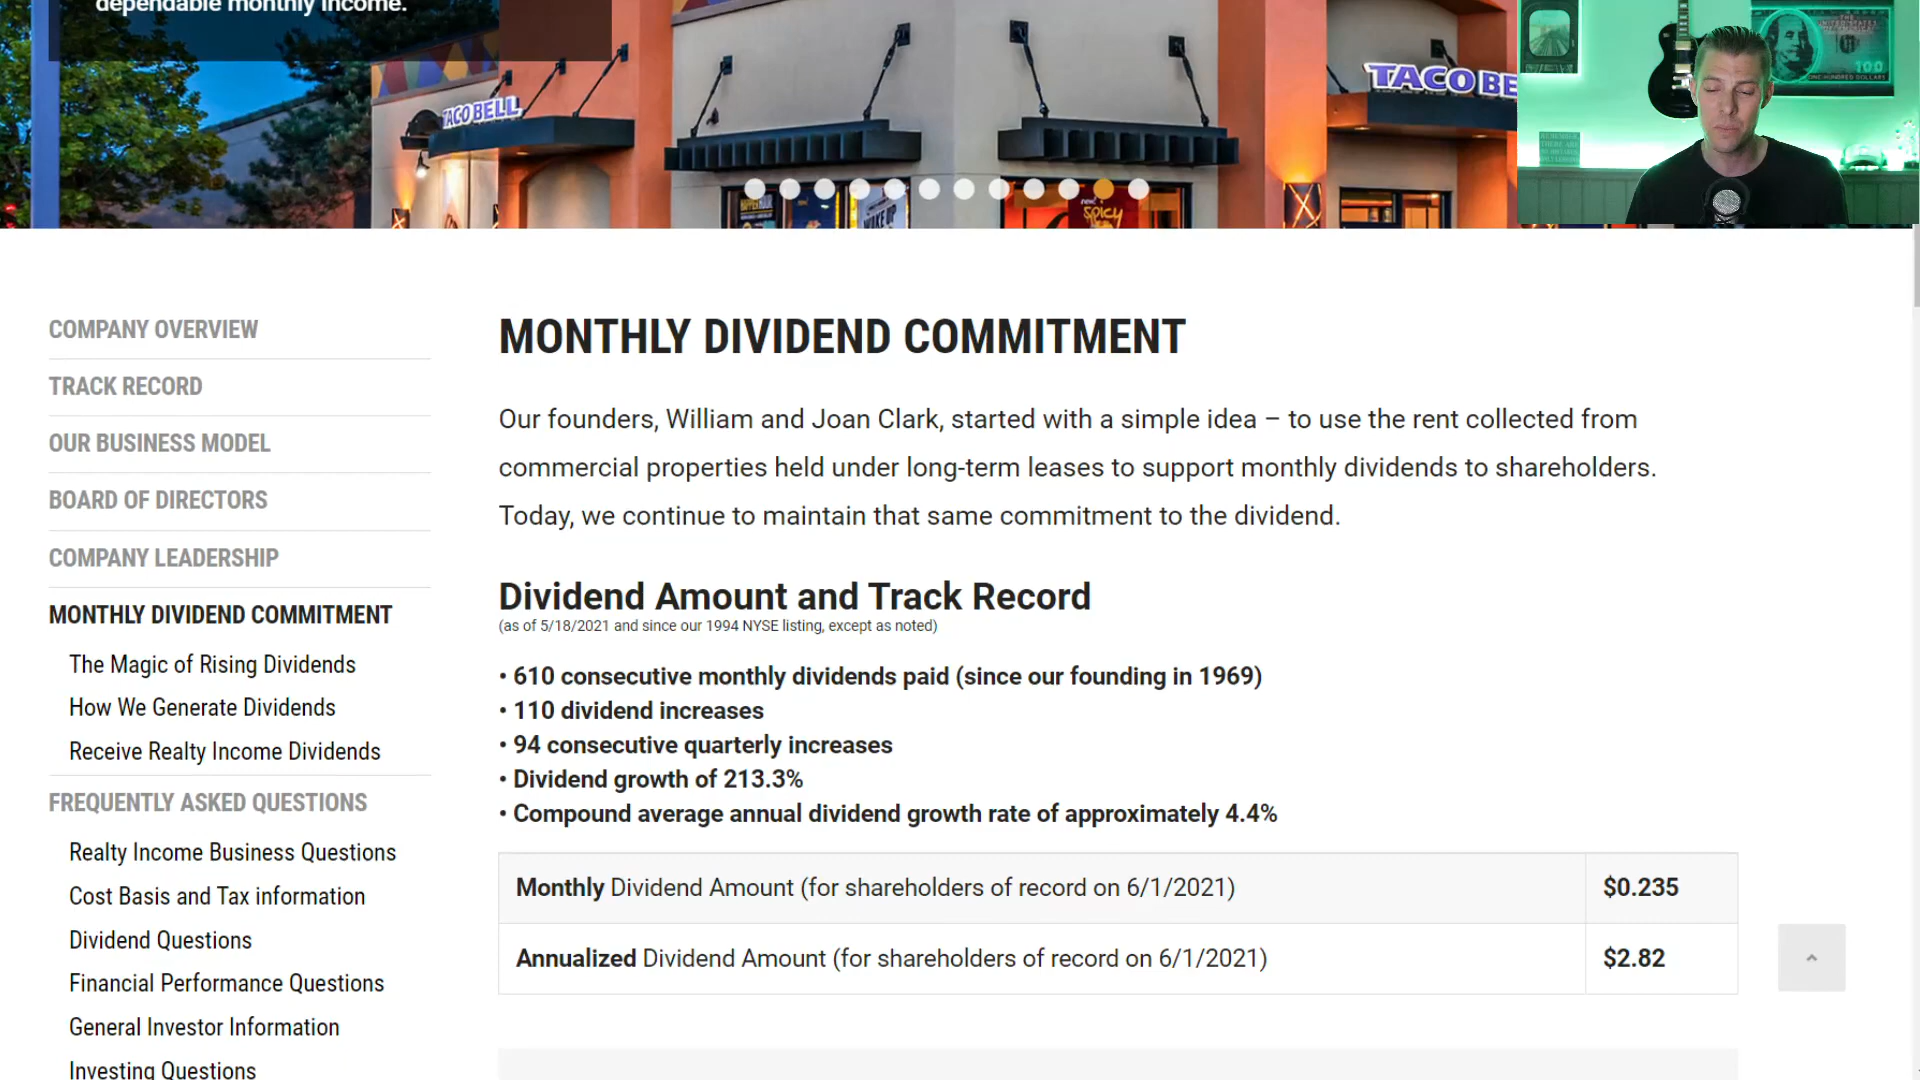 dependable monthly income.
TACO BELL
TACO BE
spicy
100
COMPANY OVERVIEW
TRACK RECORD
OUR BUSINESS MODEL
BOARD OF DIRECTORS
COMPANY LEADERSHIP
MONTHLY DIVIDEND COMMITMENT
The Magic of Rising Dividends
How We Generate Dividends
Receive Realty Income Dividends
FREQUENTLY ASKED QUESTIONS
Realty Income Business Questions
Cost Basis and Tax information
Dividend Questions
Financial Performance Questions
General Investor Information
Investing Questions
MONTHLY DIVIDEND COMMITMENT
Our founders, William and Joan Clark, started with a simple idea – to use the rent collected from
commercial properties held under long-term leases to support monthly dividends to shareholders.
Today, we continue to maintain that same commitment to the dividend.
Dividend Amount and Track Record
(as of 5/18/2021 and since our 1994 NYSE listing, except as noted)
• 610 consecutive monthly dividends paid (since our founding in 1969)
• 110 dividend increases
• 94 consecutive quarterly increases
• Dividend growth of 213.3%
• Compound average annual dividend growth rate of approximately 4.4%
Monthly Dividend Amount (for shareholders of record on 6/1/2021) $0.235
Annualized Dividend Amount (for shareholders of record on 6/1/2021) $2.82